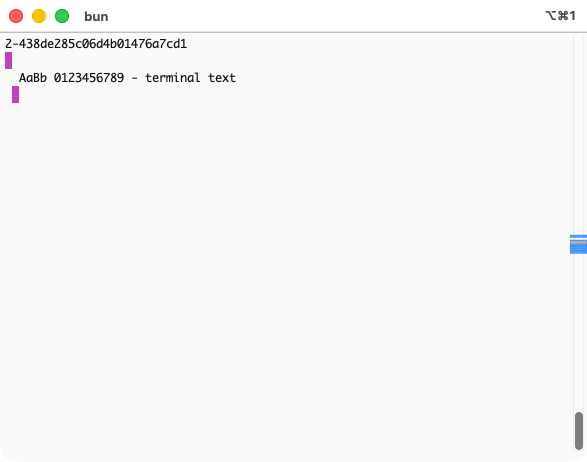 bun
⌥⌘1
2-438de285c06d4b01476a7cd1
AaBb 0123456789 - terminal text